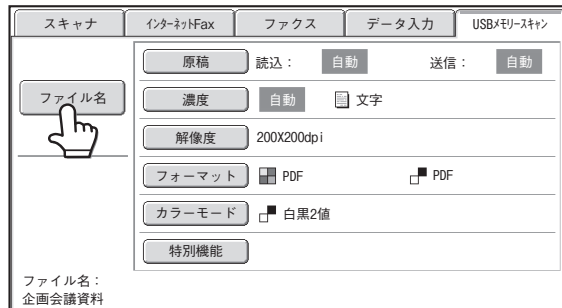 スキャナ
インターネットFax
ファクス
データ入力
USBメモリースキャン
原稿 読込： 自動 送信： 自動
ファイル名
濃度 自動 文字
解像度 200X200dpi
フォーマット PDF PDF
カラーモード 白黒2値
特別機能
ファイル名：
企画会議資料